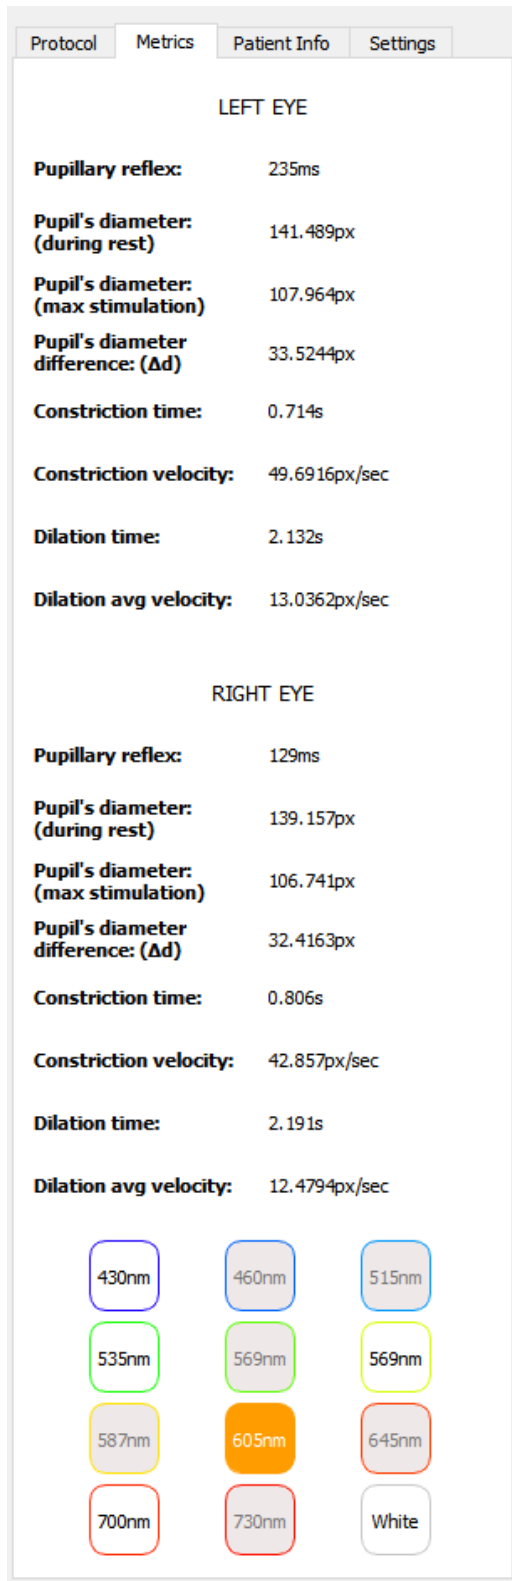 Protocol Metrics Patient Info Settings
LEFT EYE
Pupillary reflex: 235ms
Pupil's diameter:
(during rest) 141.489px
Pupil's diameter:
(max stimulation) 107.964px
Pupil's diameter
difference: (Δd) 33.5244px
Constriction time: 0.714s
Constriction velocity: 49.6916px/sec
Dilation time: 2.132s
Dilation avg velocity: 13.0362px/sec
RIGHT EYE
Pupillary reflex: 129ms
Pupil's diameter:
(during rest) 139.157px
Pupil's diameter:
(max stimulation) 106.741px
Pupil's diameter
difference: (Δd) 32.4163px
Constriction time: 0.806s
Constriction velocity: 42.857px/sec
Dilation time: 2.191s
Dilation avg velocity: 12.4794px/sec
430nm 460nm 515nm
535nm 569nm 569nm
587nm 605nm 645nm
700nm 730nm White